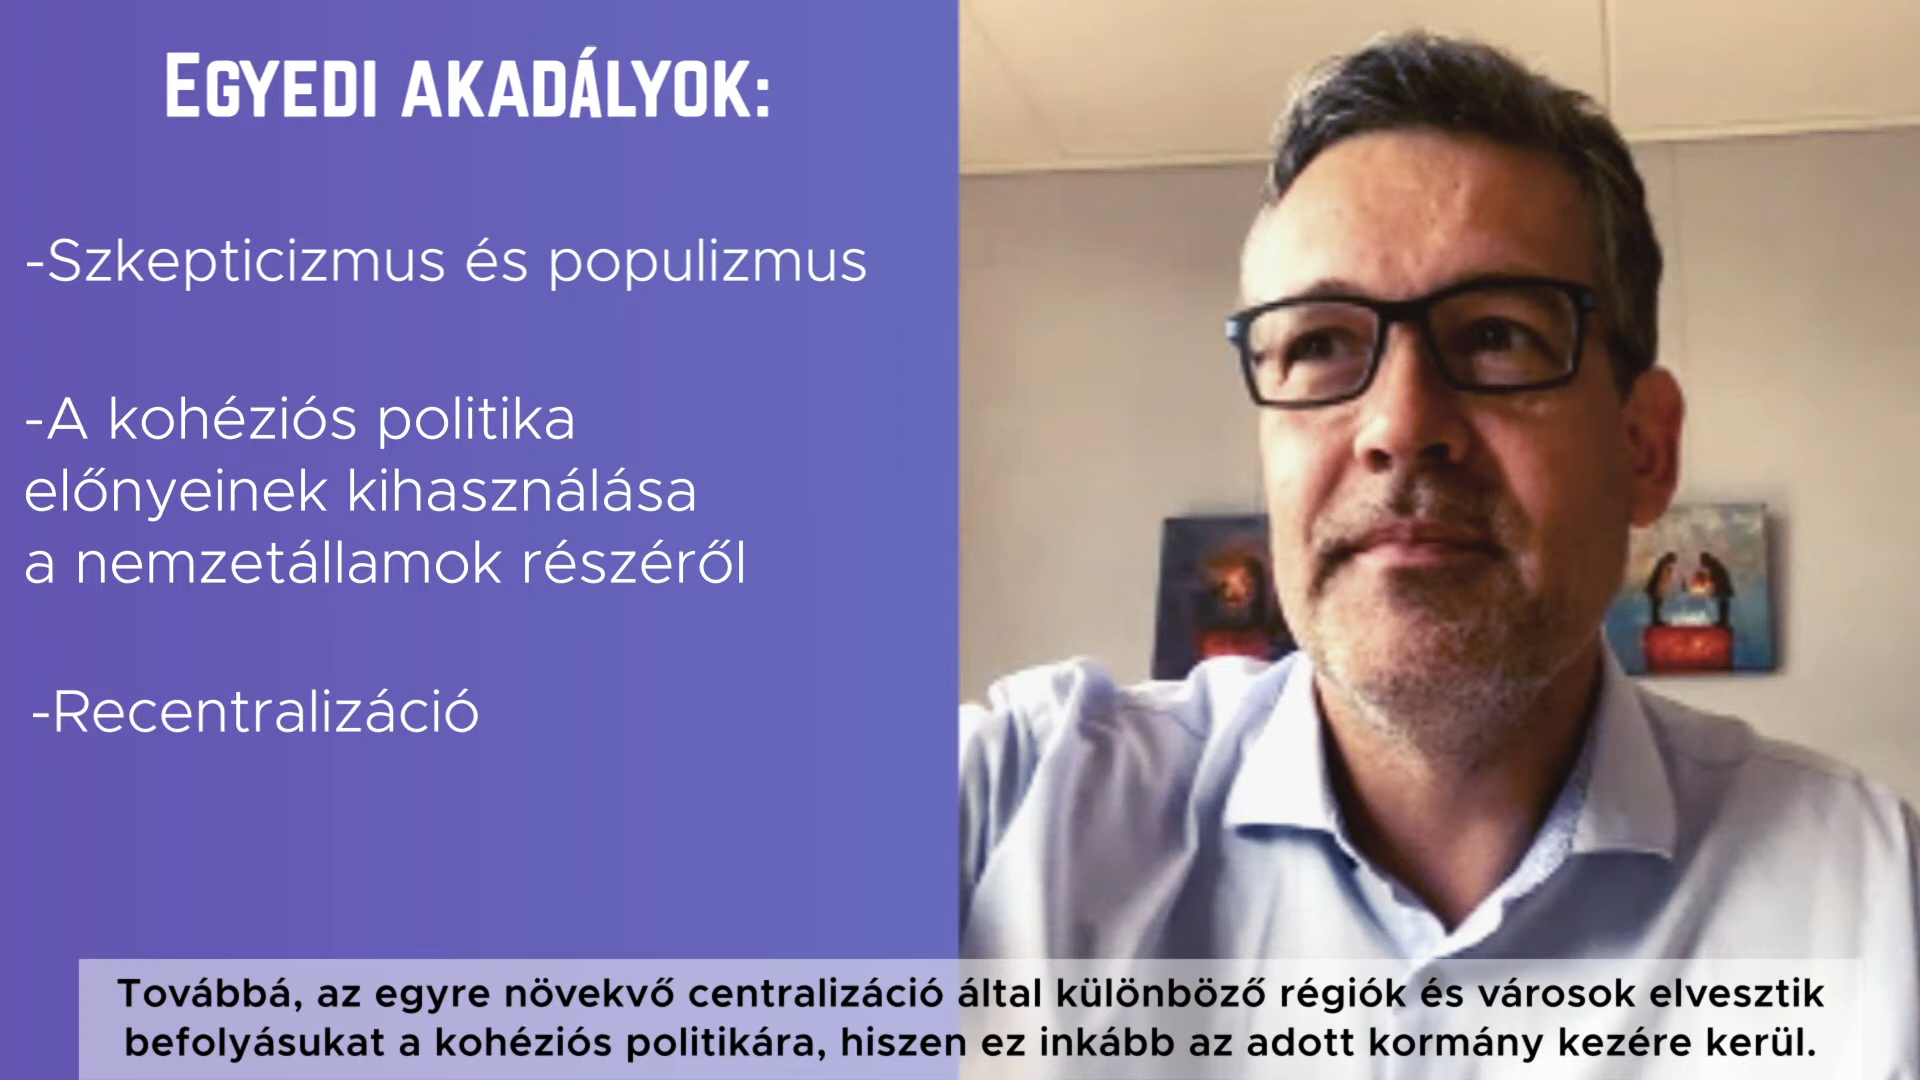 EGYEDI AKADÁLYOK:
-Szkepticizmus és populizmus
-A kohéziós politika
előnyeinek kihasználása
a nemzetállamok részéről
-Recentralizáció
Továbbá, az egyre növekvő centralizáció által különböző régiók és városok elvesztik
befolyásukat a kohéziós politikára, hiszen ez inkább az adott kormány kezére kerül.